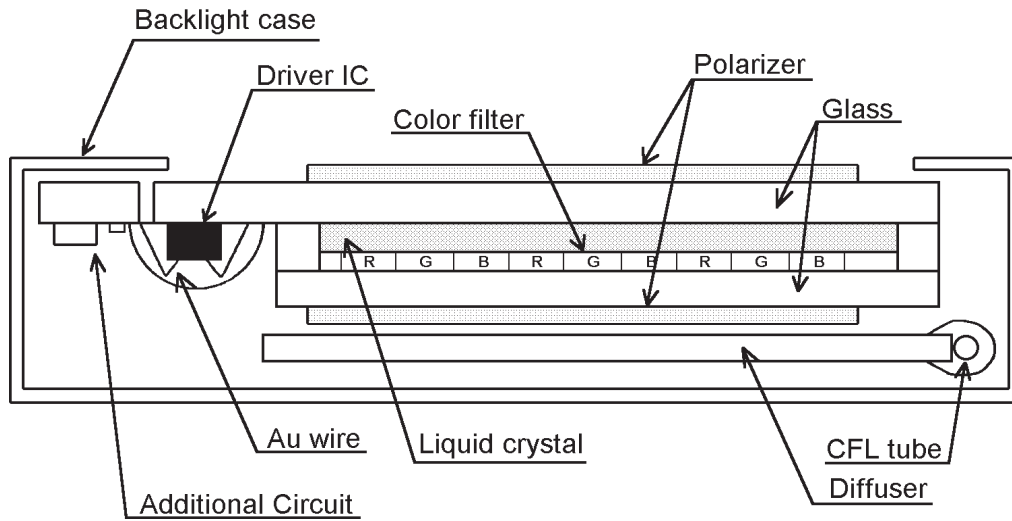 Backlight case
Driver IC
Polarizer
Color filter
Glass
R G B R G B R G B
Au wire
Liquid crystal
CFL tube
Additional Circuit
Diffuser